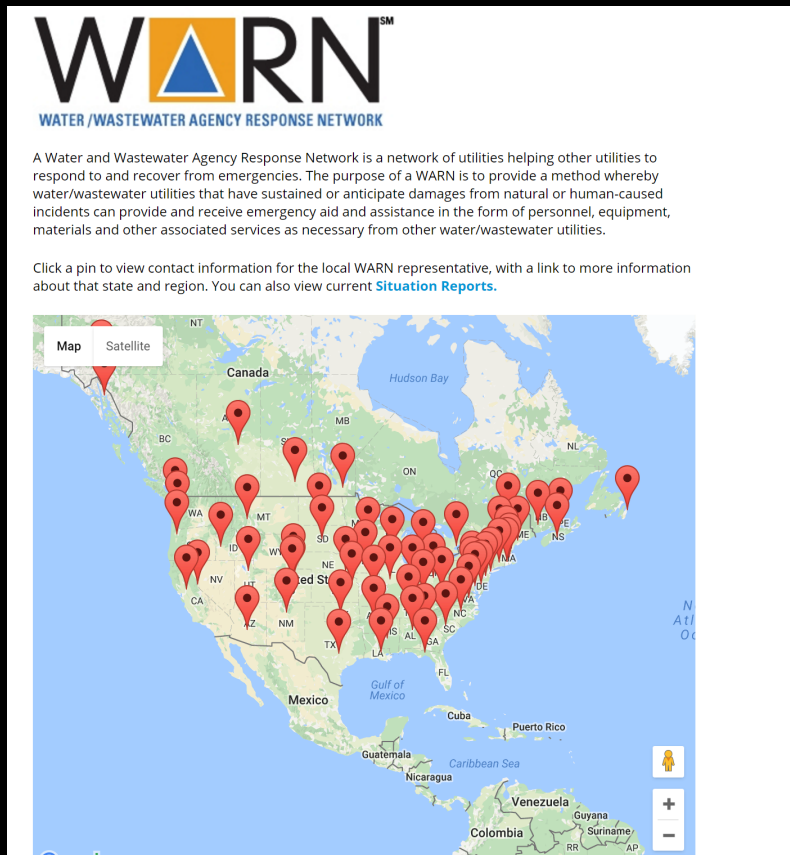 WARN SM
WATER/WASTEWATER AGENCY RESPONSE NETWORK
A Water and Wastewater Agency Response Network is a network of utilities helping other utilities to
respond to and recover from emergencies. The purpose of a WARN is to provide a method whereby
water/wastewater utilities that have sustained or anticipate damages from natural or human-caused
incidents can provide and receive emergency aid and assistance in the form of personnel, equipment,
materials and other associated services as necessary from other water/wastewater utilities.
Click a pin to view contact information for the local WARN representative, with a link to more information
about that state and region. You can also view current Situation Reports.
NT
Map
Satellite
Canada
Hudson Bay
MB
BC
NL
ON
QC
WA
MT
PE
ME
NS
ID
SD
MA
NE
NV
UT
DE
VA
CA
NC
AZ
NM
SC
AL
GA
TX
LA
FL
Gulf of
Mexico
Mexico
Cuba
Puerto Rico
Guatemala
Caribbean Sea
Nicaragua
Venezuela
Guyana
Suriname
Colombia
RR
AP